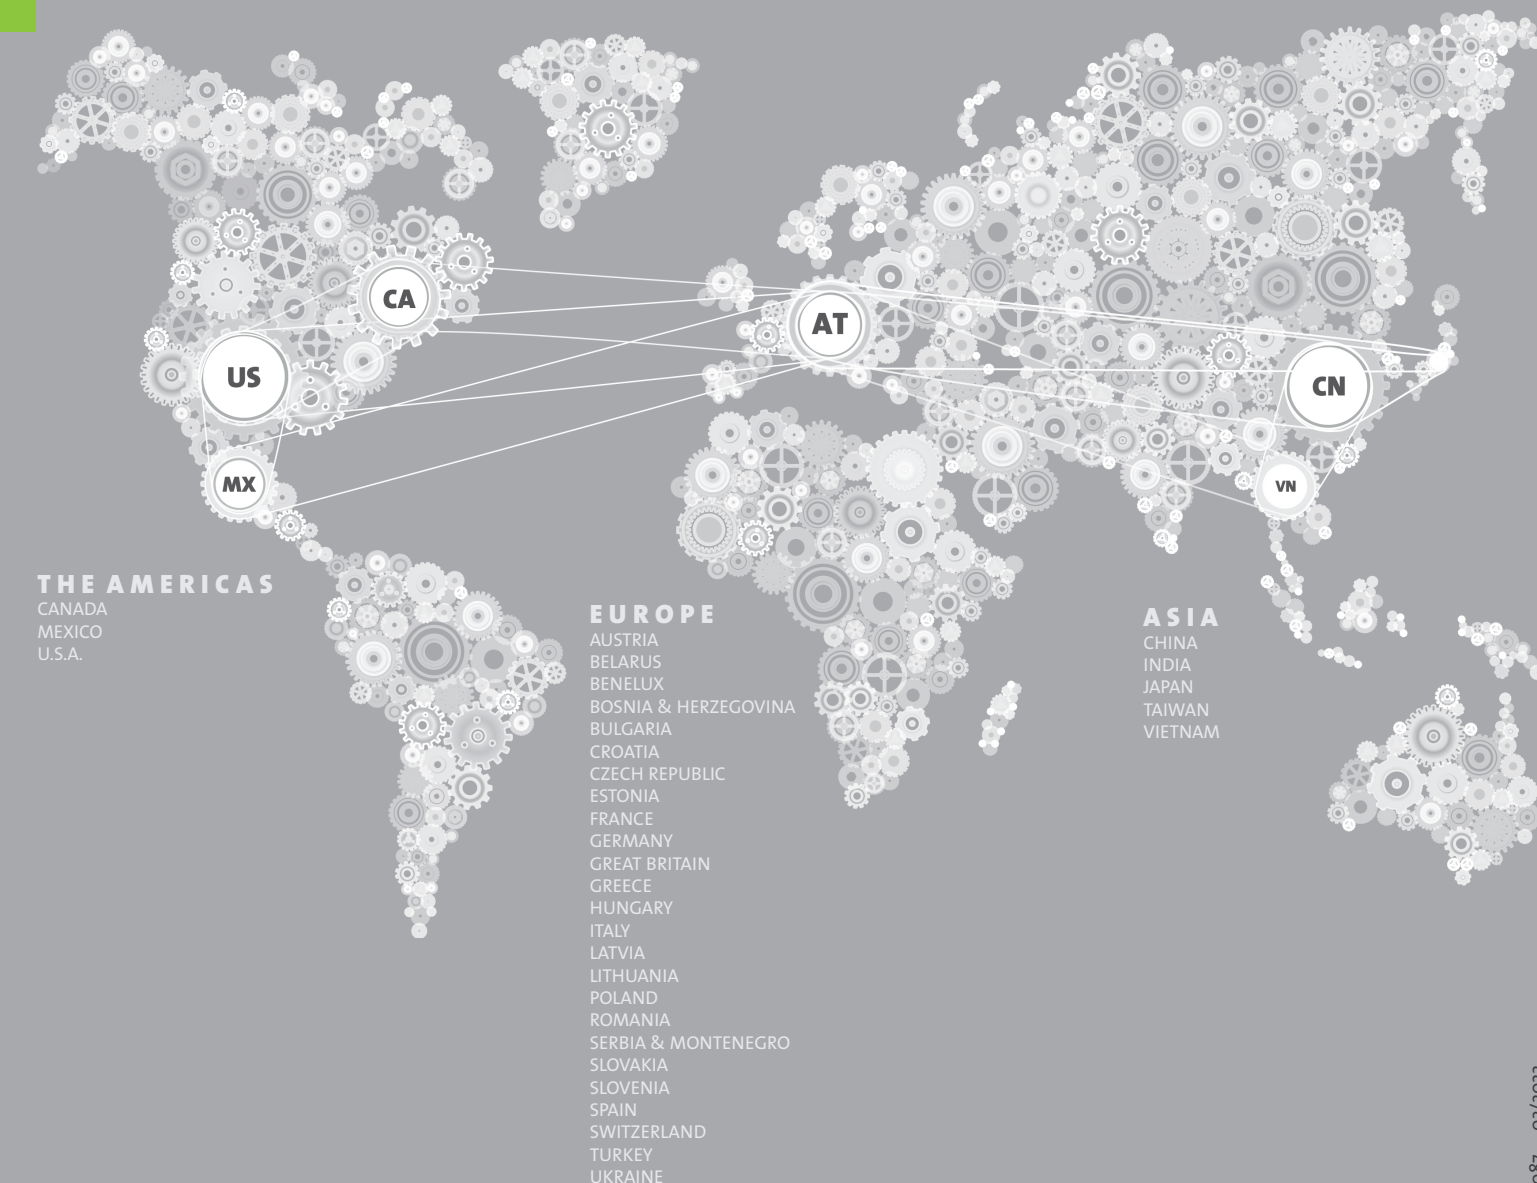 CA
AT
US
CN
MX
VN
THE AMERICAS
CANADA
MEXICO
U.S.A.
EUROPE
AUSTRIA
BELARUS
BENELUX
BOSNIA & HERZEGOVINA
BULGARIA
CROATIA
CZECH REPUBLIC
ESTONIA
FRANCE
GERMANY
GREAT BRITAIN
GREECE
HUNGARY
ITALY
LATVIA
LITHUANIA
POLAND
ROMANIA
SERBIA & MONTENEGRO
SLOVAKIA
SLOVENIA
SPAIN
SWITZERLAND
TURKEY
UKRAINE
ASIA
CHINA
INDIA
JAPAN
TAIWAN
VIETNAM